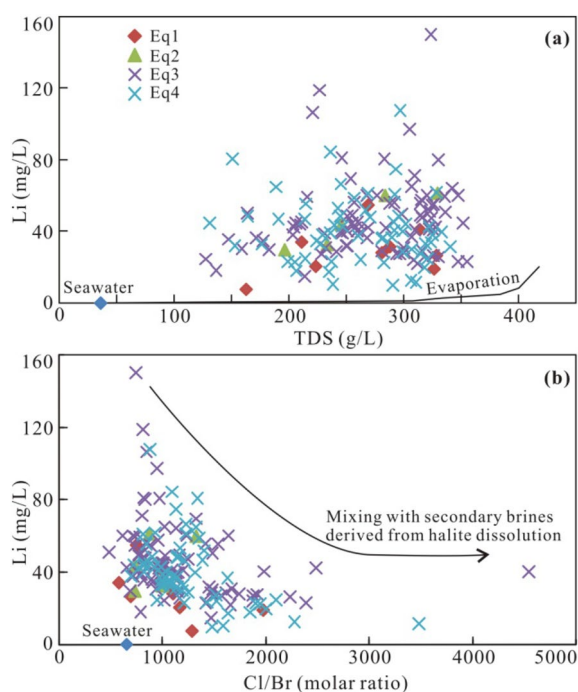 160
(a)
Eq1
Eq2
Eq3
Eq4
120
Li (mg/L)
80
40
Seawater
Evaporation
0
0
100
200
300
400
TDS (g/L)
160
(b)
120
Li (mg/L)
80
Mixing with secondary brines
derived from halite dissolution
40
Seawater
0
0
1000
2000
3000
4000
5000
Cl/Br (molar ratio)